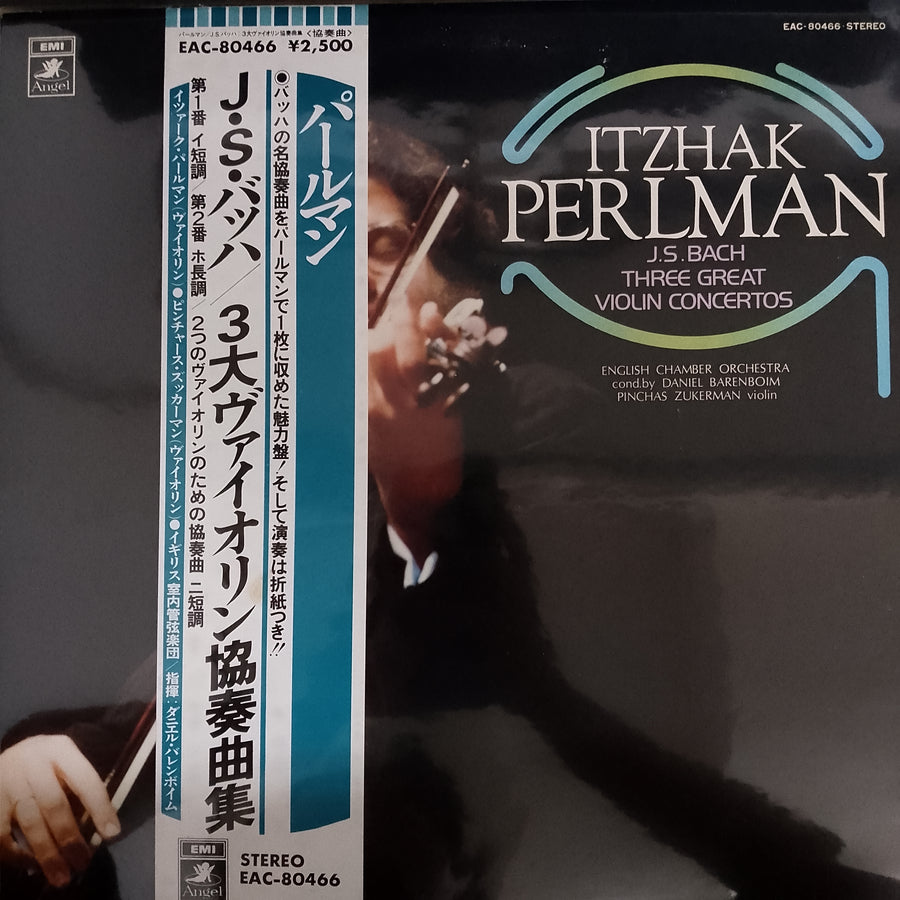 EMI
Angel
パールマン/J.S.バッハ/3大ヴァイオリン協奏曲集〈協奏曲〉
EAC-80466 ¥2,500
パールマン
●バッハの名協奏曲をパールマンで1枚に収めた魅力盤!そして演奏は折紙つき!!
J・S・バッハ/3大ヴァイオリン協奏曲集
第1番 イ短調/第2番 ホ長調/2つのヴァイオリンのための協奏曲 ニ短調
イツァーク・パールマン(ヴァイオリン)●ピンチャース・ズッカーマン(ヴァイオリン)●イギリス室内管弦楽団/指揮:ダニエル・バレンボイム
EMI
Angel
STEREO
EAC-80466
EAC-80466・STEREO
ITZHAK
PERLMAN
J.S.BACH
THREE GREAT
VIOLIN CONCERTOS
ENGLISH CHAMBER ORCHESTRA
cond.by DANIEL BARENBOIM
PINCHAS ZUKERMAN violin